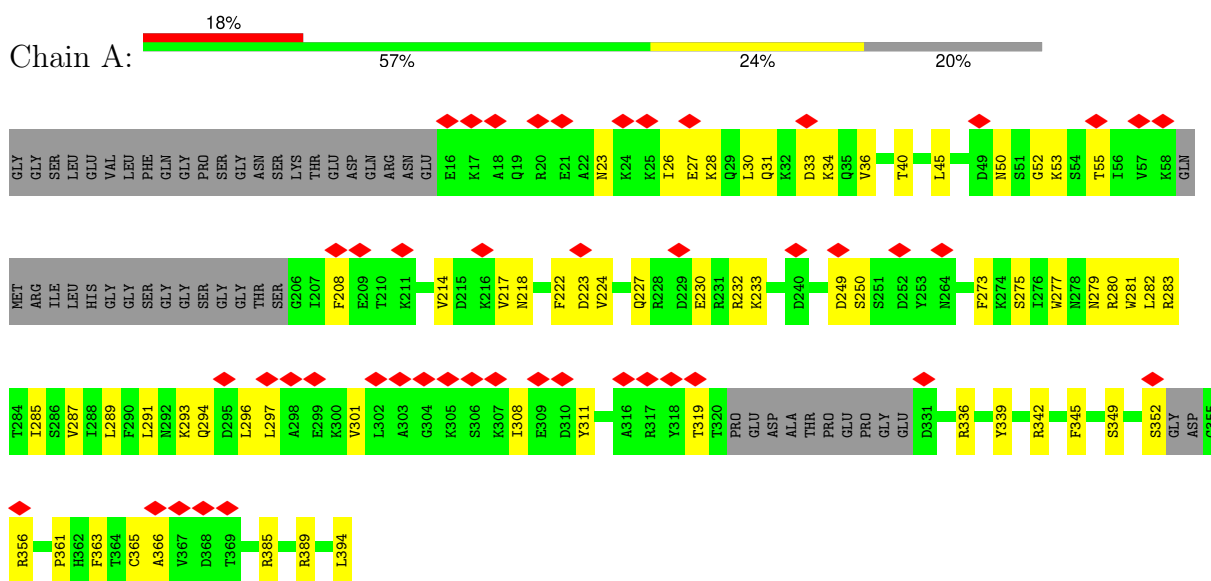 18%
Chain A:
57% 24% 20%
GLY GLY SER LEU GLU VAL LEU PHE GLN GLY PRO SER GLY ASN SER LYS THR GLU ASP GLN ARG ASN GLU E16 K17 A18 Q19 R20 E21 A22 N23 K24 K25 I26 E27 K28 Q29 L30 Q31 K32 D33 K34 Q35 V36 T40 L45 D49 N50 S51 G52 K53 S54 T55 I56 V57 K58 GLN
MET ARG ILE LEU HIS GLY GLY SER GLY GLY SER GLY GLY THR SER G206 I207 F208 E209 T210 K211 V214 D215 K216 V217 N218 F222 D223 V224 Q227 R228 D229 E230 R231 R232 K233 D240 D249 S250 S251 D252 Y253 N264 F273 K274 S275 I276 W277 N278 N279 R280 W281 L282 R283
T284 I285 S286 V287 I288 L289 F290 L291 N292 K293 Q294 D295 L296 L297 A298 E299 K300 V301 L302 A303 G304 K305 S306 K307 I308 E309 D310 Y311 A316 R317 Y318 T319 T320 PRO GLU ASP ALA THR PRO GLU PRO GLY GLU D331 R336 Y339 R342 F345 S349 S352 GLY ASP G355
R356 P361 H362 F363 T364 C365 A366 V367 D368 T369 R385 R389 L394